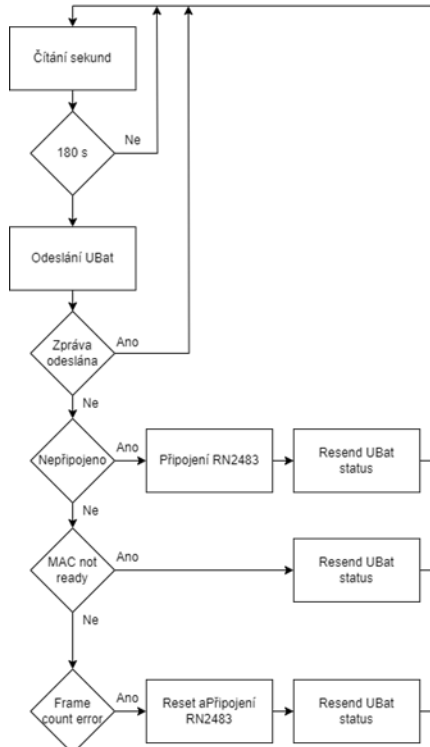 Čítání sekund
180 s
Ne
Odeslání UBat
Zpráva
odeslána
Ano
Ne
Nepřipojeno
Ano
Připojení RN2483
Resend UBat
status
Ne
MAC not
ready
Ano
Resend UBat
status
Ne
Frame
count error
Ano
Reset aPřipojení
RN2483
Resend UBat
status